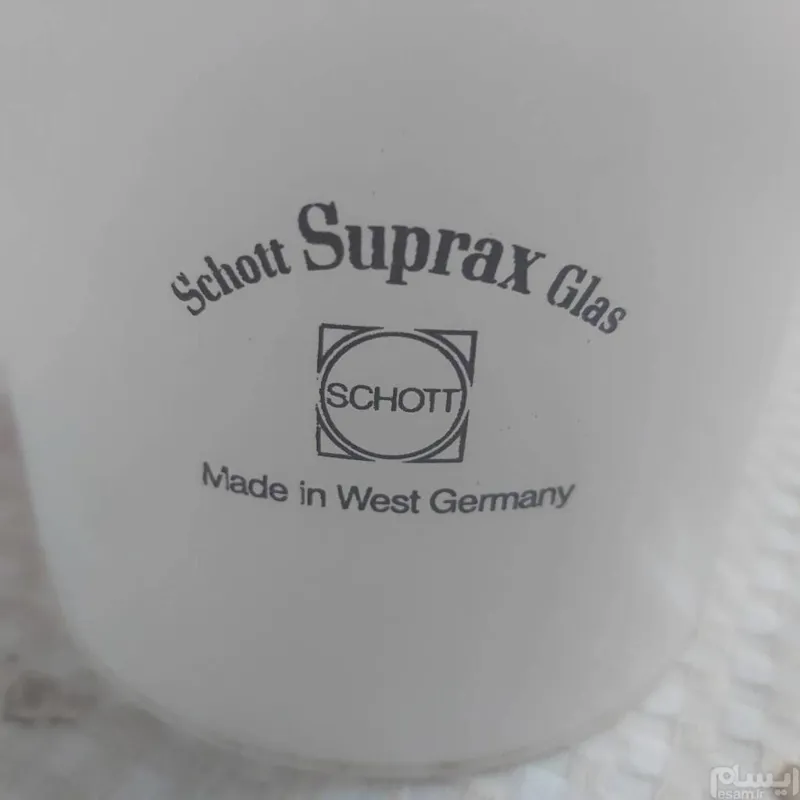 Schott Suprax Glas
SCHOTT
Made in West Germany
ایسام
esam.ir